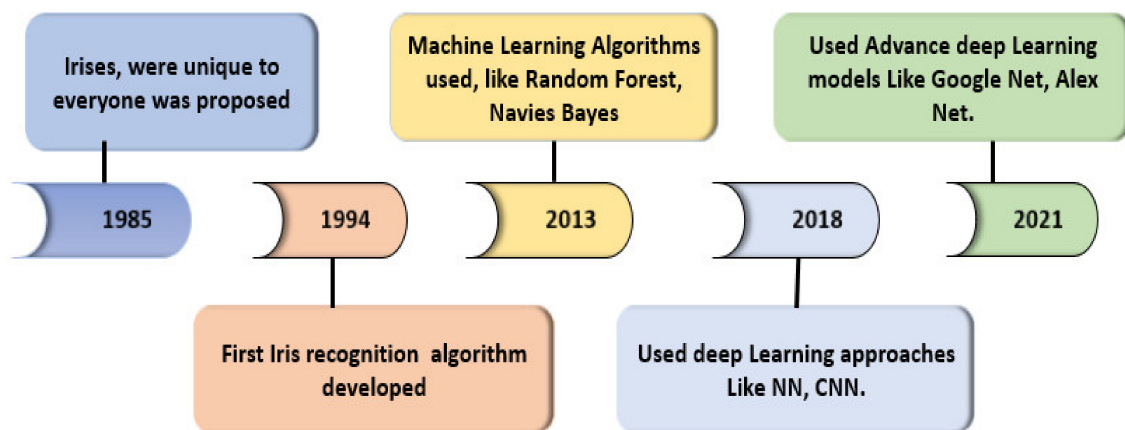 Irises, were unique to
everyone was proposed
Machine Learning Algorithms
used, like Random Forest,
Navies Bayes
Used Advance deep Learning
models Like Google Net, Alex
Net.
1985
1994
2013
2018
2021
First Iris recognition algorithm
developed
Used deep Learning approaches
Like NN, CNN.